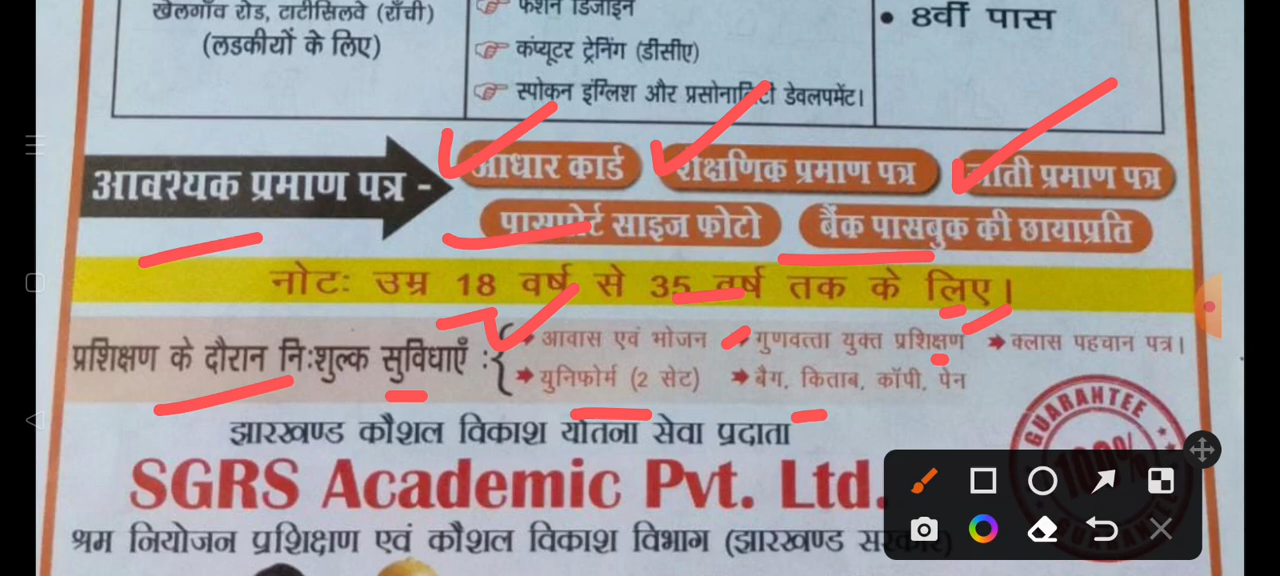 खेलगाँव रोड, टाटीसिलवे (राँची)
(लडकीयों के लिए)
फैशन डिजाइन
कंप्यूटर ट्रेनिंग (डीसीए)
स्पोकन इंग्लिश और प्रसोनालिटी डेवलपमेंट।
• 8वीं पास
आवश्यक प्रमाण पत्र -
आधार कार्ड
शैक्षणिक प्रमाण पत्र
जाती प्रमाण पत्र
पासपोर्ट साइज फोटो
बैंक पासबुक की छायाप्रति
नोटः उम्र 18 वर्ष से 35 वर्ष तक के लिए।
प्रशिक्षण के दौरान निःशुल्क सुविधाएँ :
आवास एवं भोजन
गुणवत्ता युक्त प्रशिक्षण
क्लास पहचान पत्र।
युनिफोर्म (2 सेट)
बैग, किताब, कॉपी, पेन
झारखण्ड कौशल विकाश योतना सेवा प्रदाता
SGRS Academic Pvt. Ltd.
श्रम नियोजन प्रशिक्षण एवं कौशल विकाश विभाग (झारखण्ड सरकार)
GUARANTEE
100%